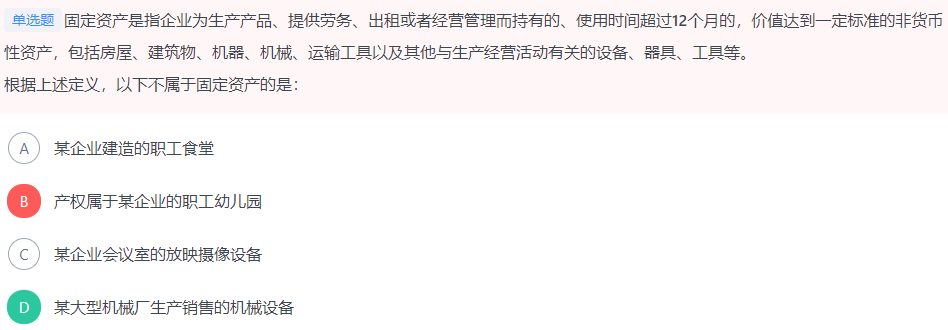 单选题 固定资产是指企业为生产产品、提供劳务、出租或者经营管理而持有的、使用时间超过12个月的，价值达到一定标准的非货币
性资产，包括房屋、建筑物、机器、机械、运输工具以及其他与生产经营活动有关的设备、器具、工具等。
根据上述定义，以下不属于固定资产的是：
A 某企业建造的职工食堂
B 产权属于某企业的职工幼儿园
C 某企业会议室的放映摄像设备
D 某大型机械厂生产销售的机械设备